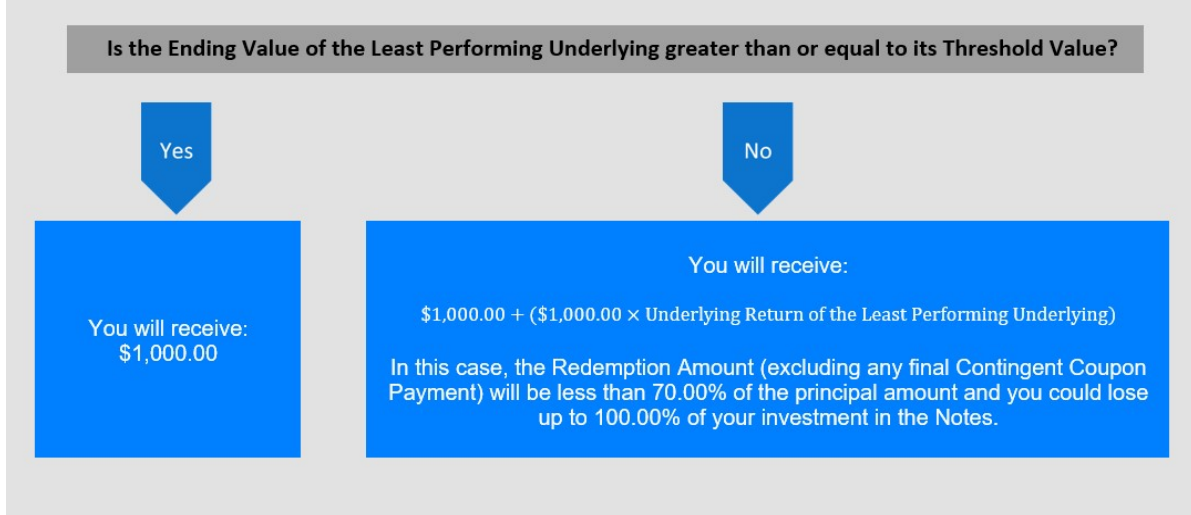 Is the Ending Value of the Least Performing Underlying greater than or equal to its Threshold Value?
Yes
No
You will receive:
$1,000.00
You will receive:
$1,000.00 + ($1,000.00 × Underlying Return of the Least Performing Underlying)
In this case, the Redemption Amount (excluding any final Contingent Coupon
Payment) will be less than 70.00% of the principal amount and you could lose
up to 100.00% of your investment in the Notes.